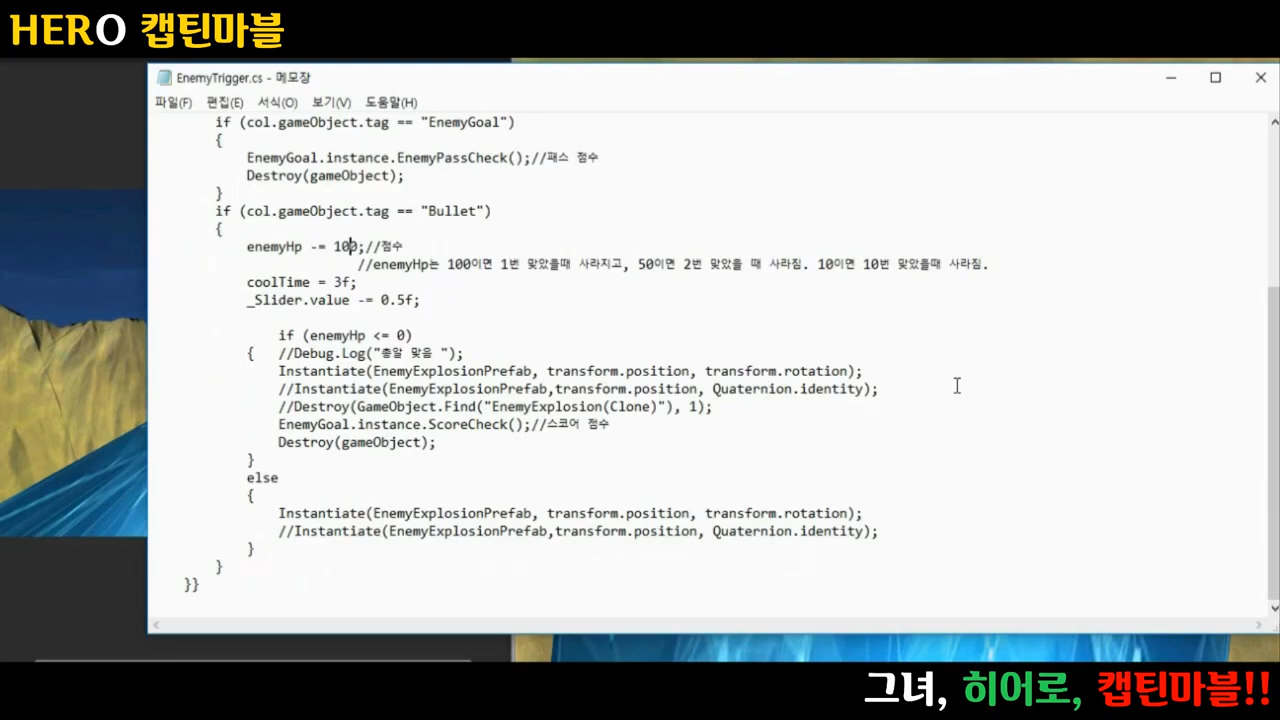 HERO 캡틴마블
EnemyTrigger.cs - 메모장
파일(F) 편집(E) 서식(O) 보기(V) 도움말(H)
if (col.gameObject.tag == "EnemyGoal")
{
EnemyGoal.instance.EnemyPassCheck();//패스 점수
Destroy(gameObject);
}
if (col.gameObject.tag == "Bullet")
{
enemyHp -= 100;//점수
//enemyHp는 100이면 1번 맞았을때 사라지고, 50이면 2번 맞았을 때 사라짐. 10이면 10번 맞았을때 사라짐.
coolTime = 3f;
_Slider.value -= 0.5f;
if (enemyHp <= 0)
{ //Debug.Log("총알 맞음 ");
Instantiate(EnemyExplosionPrefab, transform.position, transform.rotation);
//Instantiate(EnemyExplosionPrefab,transform.position, Quaternion.identity);
//Destroy(GameObject.Find("EnemyExplosion(Clone)"), 1);
EnemyGoal.instance.ScoreCheck();//스코어 점수
Destroy(gameObject);
}
else
{
Instantiate(EnemyExplosionPrefab, transform.position, transform.rotation);
//Instantiate(EnemyExplosionPrefab,transform.position, Quaternion.identity);
}
}
}}
그녀, 히어로, 캡틴마블!!